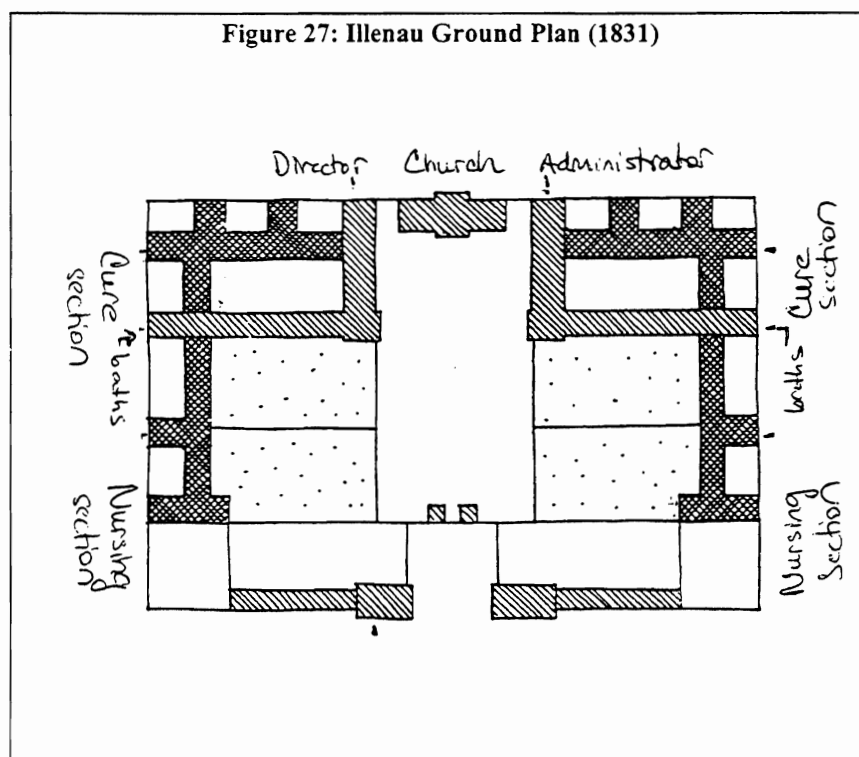 Figure 27: Illenau Ground Plan (1831)
Director Church Administrator
Cure
section
baths
Nursing
section
Cure
section
baths
Nursing
Section